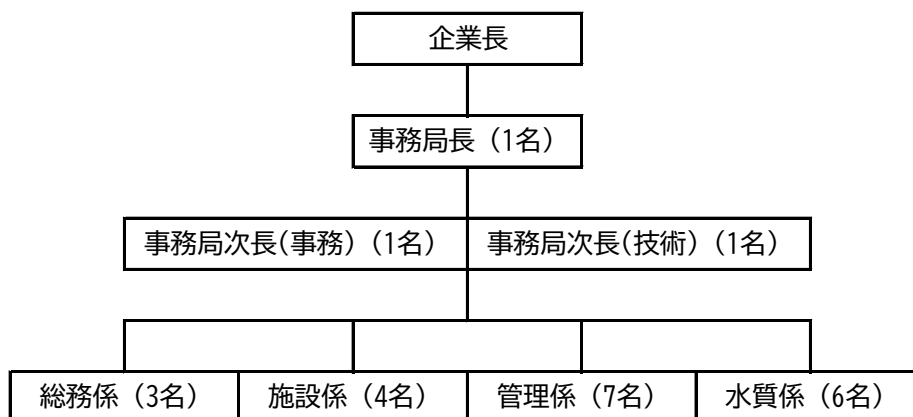 企業長
事務局長（1名）
事務局次長(事務)（1名）
事務局次長(技術)（1名）
総務係（3名）
施設係（4名）
管理係（7名）
水質係（6名）